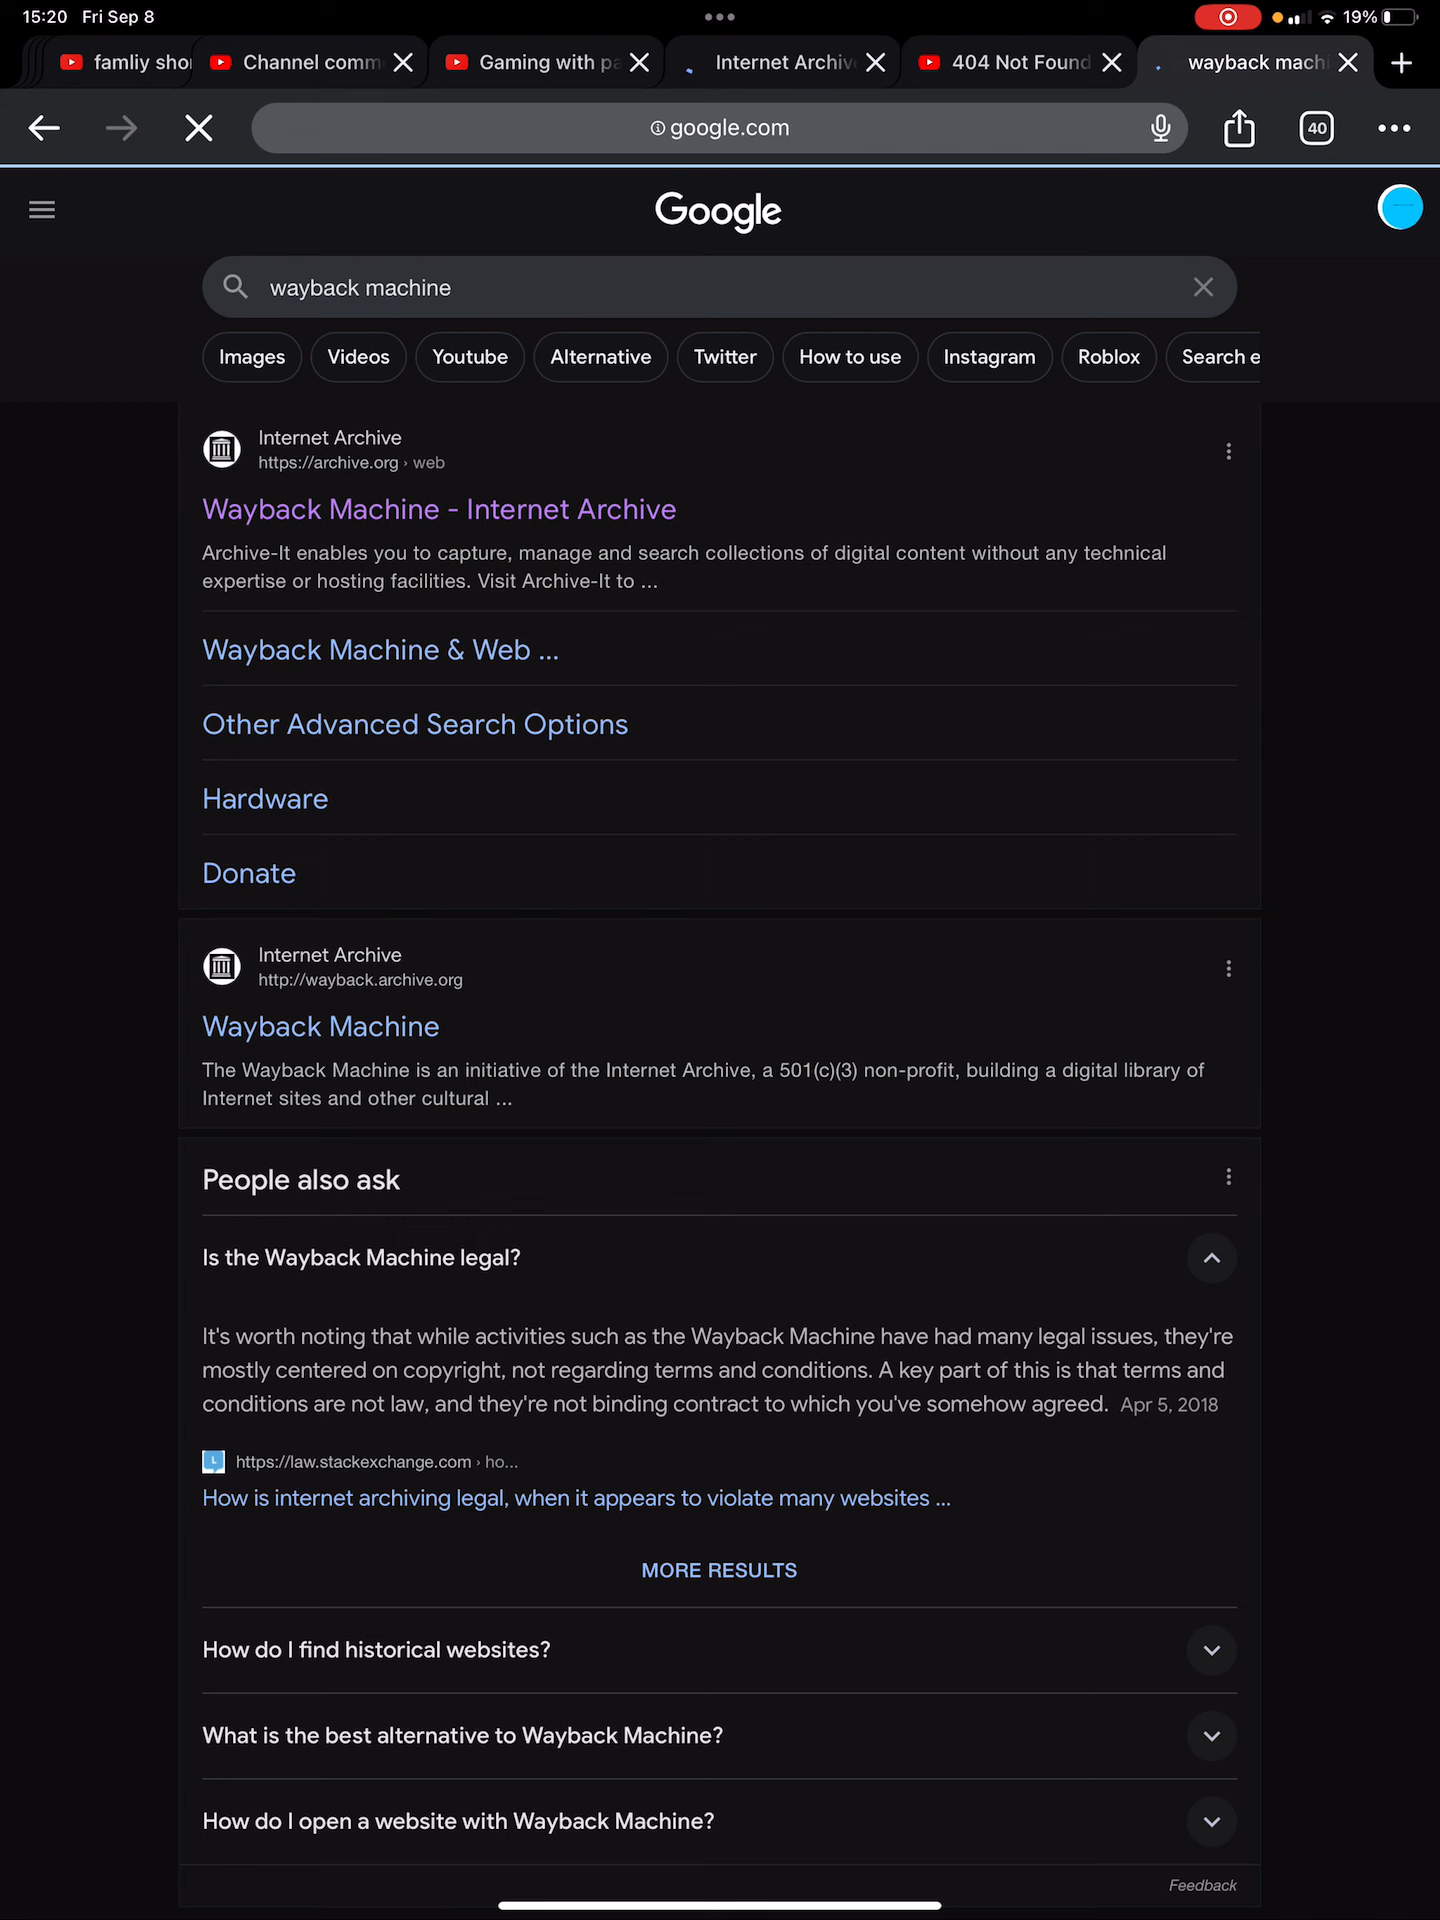 15:20 Fri Sep 8
19%
famliy sho
Channel comm
Gaming with pa
Internet Archiv
404 Not Found
wayback machi
google.com
40
Google
wayback machine
Images
Videos
Youtube
Alternative
Twitter
How to use
Instagram
Roblox
Search e
Internet Archive
https://archive.org › web
Wayback Machine - Internet Archive
Archive-It enables you to capture, manage and search collections of digital content without any technical
expertise or hosting facilities. Visit Archive-It to ...
Wayback Machine & Web ...
Other Advanced Search Options
Hardware
Donate
Internet Archive
http://wayback.archive.org
Wayback Machine
The Wayback Machine is an initiative of the Internet Archive, a 501(c)(3) non-profit, building a digital library of
Internet sites and other cultural ...
People also ask
Is the Wayback Machine legal?
It's worth noting that while activities such as the Wayback Machine have had many legal issues, they're
mostly centered on copyright, not regarding terms and conditions. A key part of this is that terms and
conditions are not law, and they're not binding contract to which you've somehow agreed. Apr 5, 2018
https://law.stackexchange.com › ho...
How is internet archiving legal, when it appears to violate many websites ...
MORE RESULTS
How do I find historical websites?
What is the best alternative to Wayback Machine?
How do I open a website with Wayback Machine?
Feedback